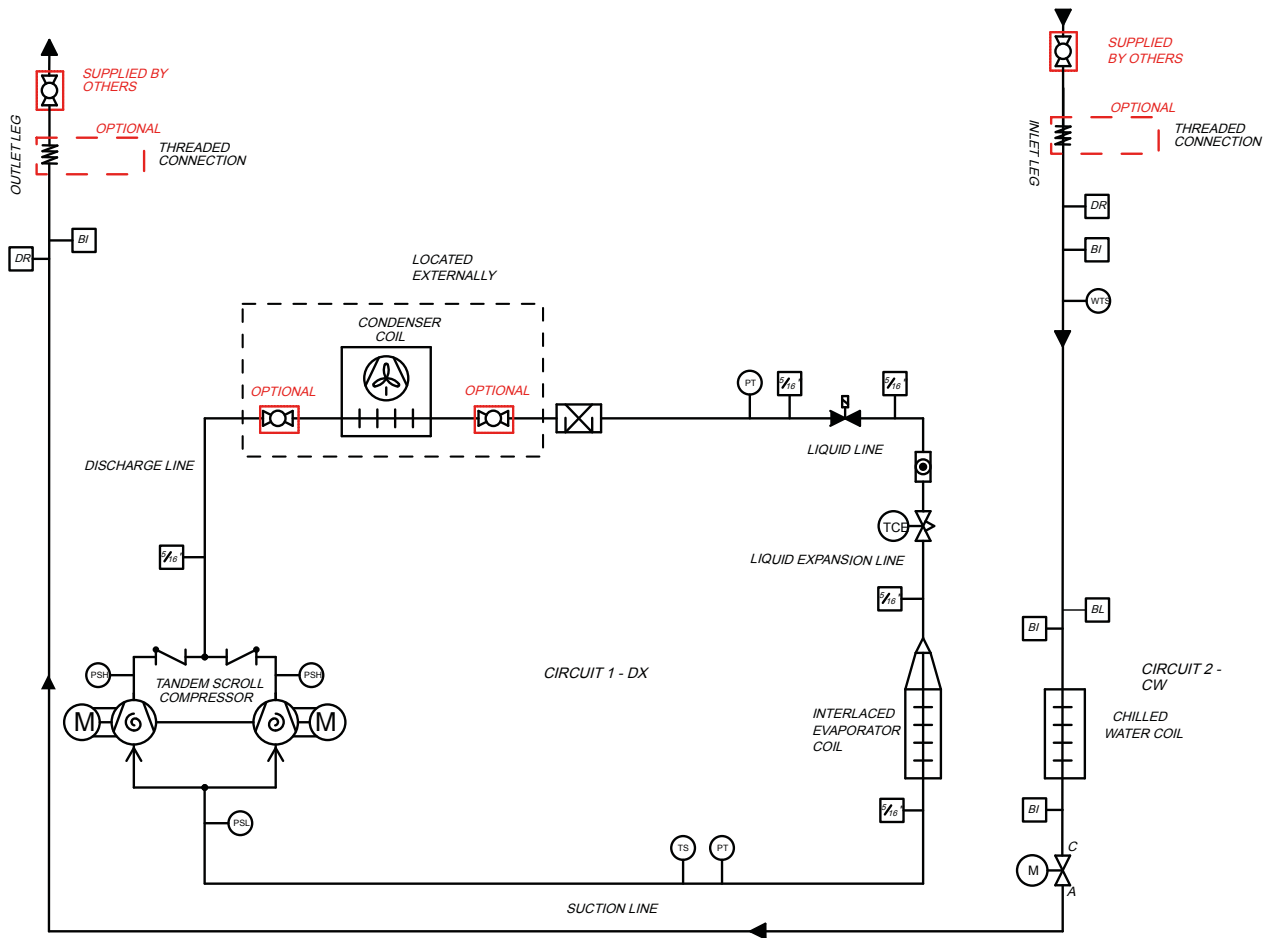 SUPPLIED BY
OTHERS
OPTIONAL
THREADED
CONNECTION
OUTLET LEG
BI
DR
SUPPLIED
BY OTHERS
OPTIONAL
THREADED
CONNECTION
INLET LEG
DR
BI
WTS
LOCATED
EXTERNALLY
CONDENSER
COIL
OPTIONAL
OPTIONAL
PT
5/16"
5/16"
DISCHARGE LINE
LIQUID LINE
TCE
LIQUID EXPANSION LINE
5/16"
5/16"
BL
BI
PSH
PSH
TANDEM SCROLL
COMPRESSOR
M
M
CIRCUIT 1 - DX
CIRCUIT 2 -
CW
INTERLACED
EVAPORATOR
COIL
CHILLED
WATER COIL
5/16"
BI
PSL
TS
PT
C
M
A
SUCTION LINE